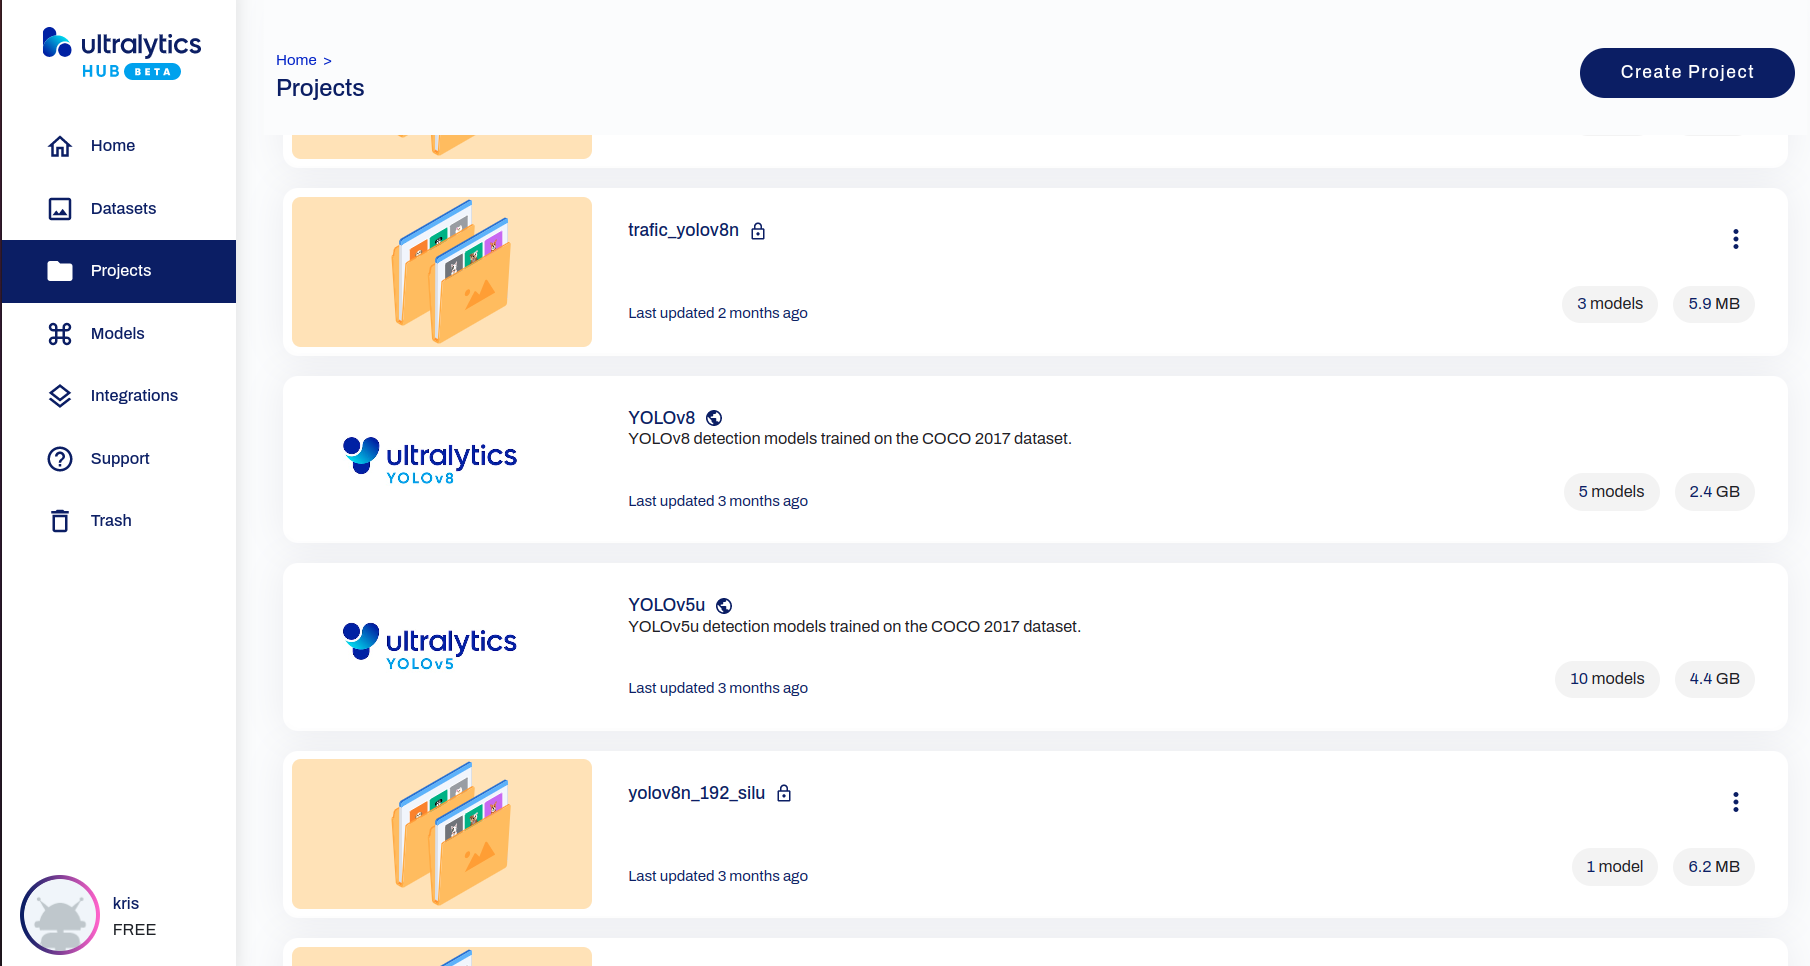 ultralytics
HUB BETA
Home
Datasets
Projects
Models
Integrations
Support
Trash
kris
FREE
Home >
Projects
Create Project
trafic_yolov8n
Last updated 2 months ago
3 models
5.9 MB
ultralytics
YOLOv8
YOLOv8
YOLOv8 detection models trained on the COCO 2017 dataset.
Last updated 3 months ago
5 models
2.4 GB
ultralytics
YOLOv5
YOLOv5u
YOLOv5u detection models trained on the COCO 2017 dataset.
Last updated 3 months ago
10 models
4.4 GB
yolov8n_192_silu
Last updated 3 months ago
1 model
6.2 MB